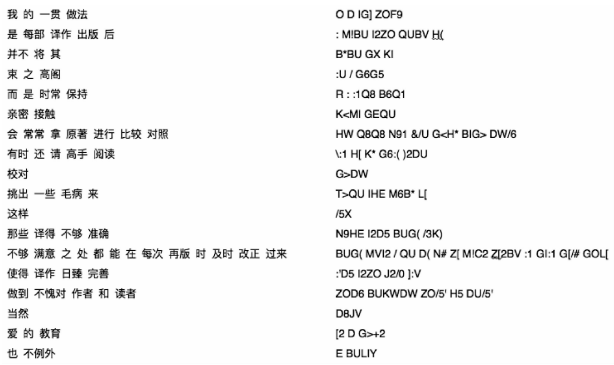 我 的 一贯 做法 O D IG] ZOF9
是 每部 译作 出版 后 : M!BU I2ZO QUBV H(
并不 将 其 B*BU GX KI
束 之 高阁 :U / G6G5
而 是 时常 保持 R : :1Q8 B6Q1
亲密 接触 K<MI GEQU
会 常常 拿 原著 进行 比较 对照 HW Q8Q8 N91 &/U G<H* BIG> DW/6
有时 还 请 高手 阅读 \:1 H[ K* G6:( )2DU
校对 G>DW
挑出 一些 毛病 来 T>QU IHE M6B* L[
这样 /5X
那些 译得 不够 准确 N9HE I2D5 BUG( /3K)
不够 满意 之 处 都 能 在 每次 再版 时 及时 改正 过来 BUG( MVI2 / QU D( N# Z[ M!C2 Z[2BV :1 GI:1 G[/# GOL[
使得 译作 日臻 完善 :'D5 I2ZO J2/0 ]:V
做到 不愧对 作者 和 读者 ZOD6 BUKWDW ZO/5' H5 DU/5'
当然 D8JV
爱 的 教育 [2 D G>+2
也 不例外 E BULIY